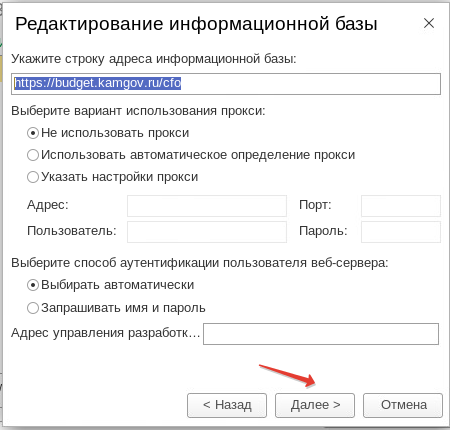 Редактирование информационной базы
Укажите строку адреса информационной базы:
https://budget.kamgov.ru/cfo
Выберите вариант использования прокси:
Не использовать прокси
Использовать автоматическое определение прокси
Указать настройки прокси
Адрес: Порт:
Пользователь: Пароль:
Выберите способ аутентификации пользователя веб-сервера:
Выбирать автоматически
Запрашивать имя и пароль
Адрес управления разработк...
< Назад Далее > Отмена